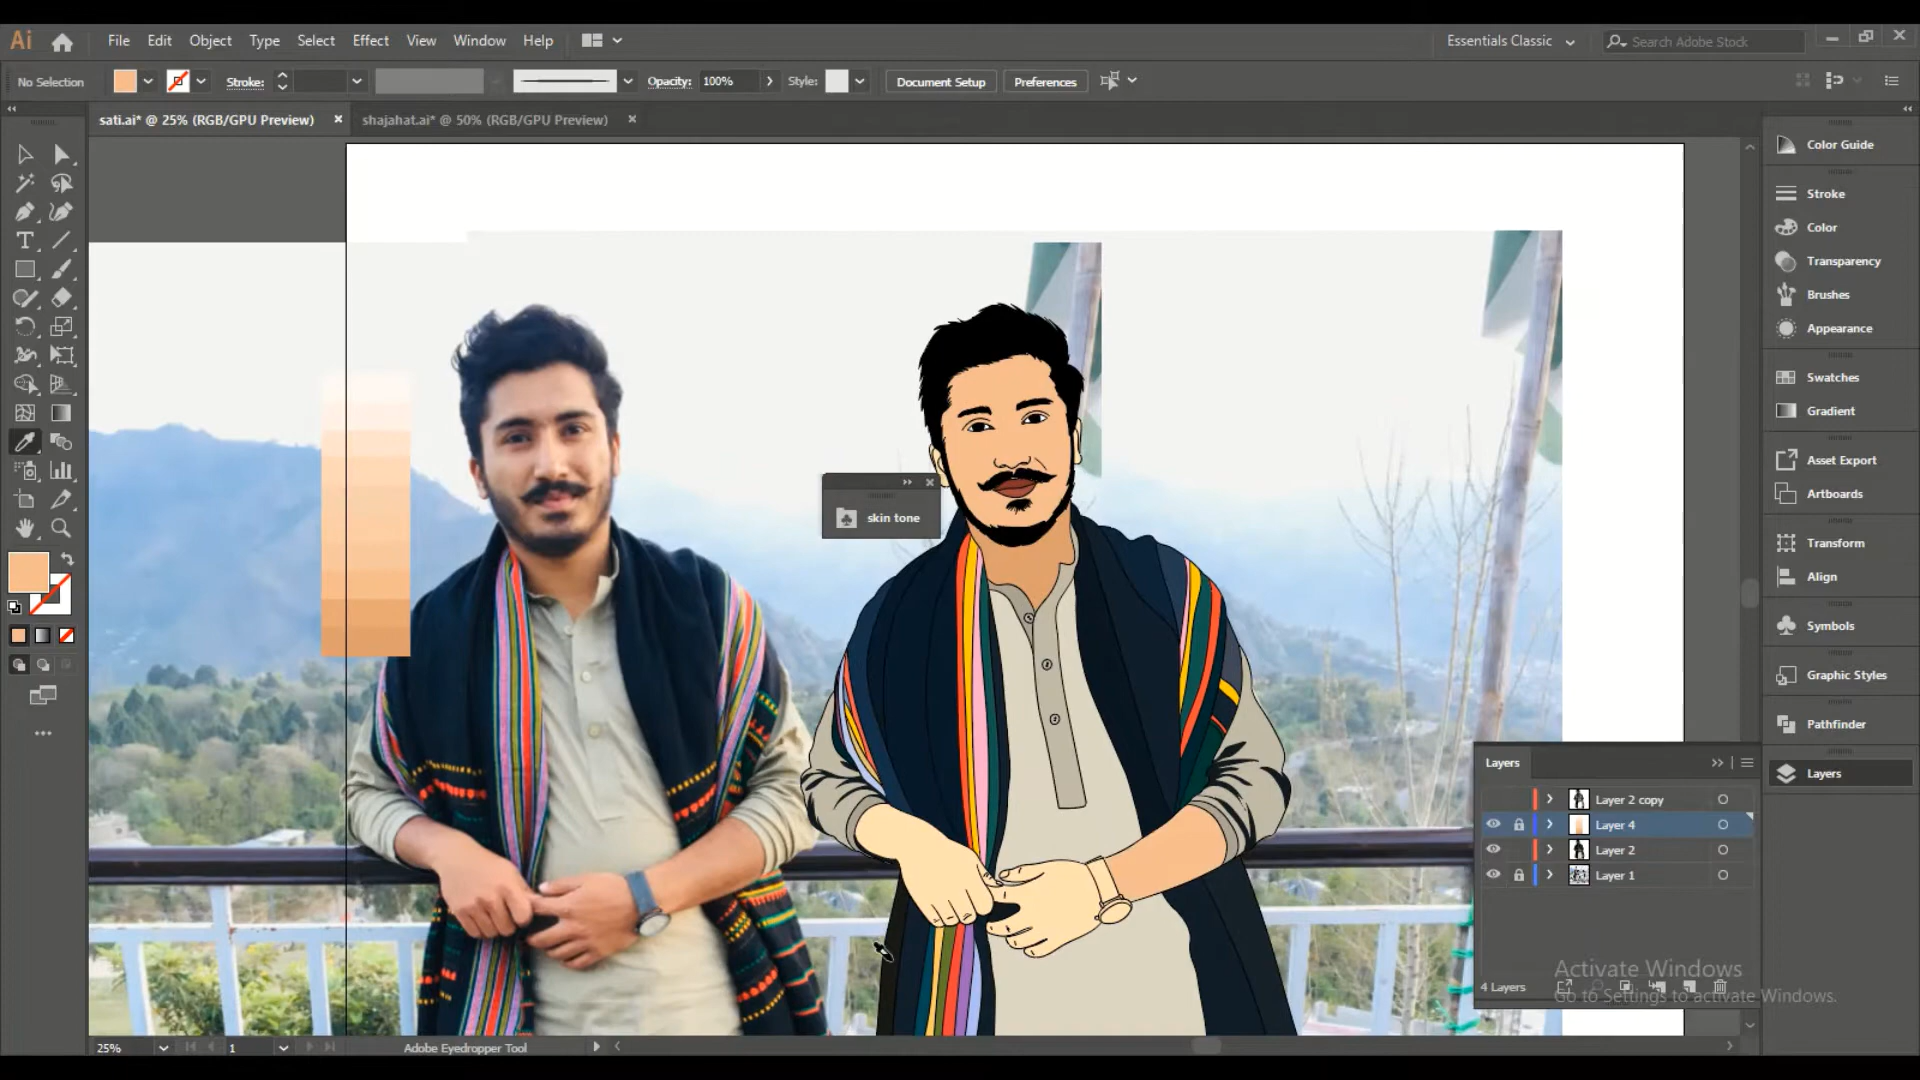 Ai File Edit Object Type Select Effect View Window Help Essentials Classic Search Adobe Stock
No Selection Stroke: Opacity: 100% Style: Document Setup Preferences
sati.ai* @ 25% (RGB/GPU Preview) shajahat.ai* @ 50% (RGB/GPU Preview)
Color Guide
Stroke
Color
Transparency
Brushes
Appearance
Swatches
Gradient
Asset Export
Artboards
skin tone
Transform
Align
Symbols
Graphic Styles
Pathfinder
Layers
Layers
Layer 2 copy
Layer 4
Layer 2
Layer 1
Activate Windows
4 Layers
Go to Settings to activate Windows.
25% 1 Adobe Eyedropper Tool